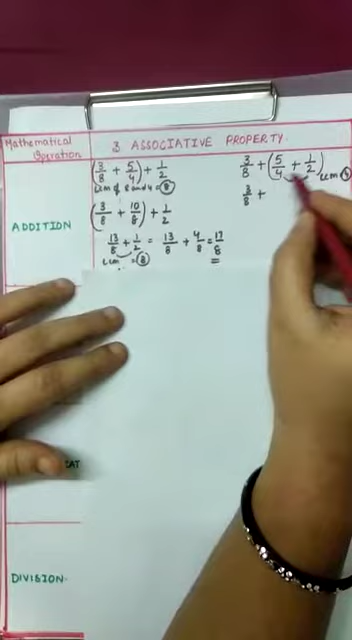 Mathematical Operation
3 ASSOCIATIVE PROPERTY.
ADDITION
(3/8 + 5/4) + 1/2
LCM of 8 and 4 = 8
(3/8 + 10/8) + 1/2
13/8 + 1/2 = 13/8 + 4/8 = 17/8
LCM = 8
3/8 + (5/4 + 1/2)
LCM
3/8 +
DIVISION.